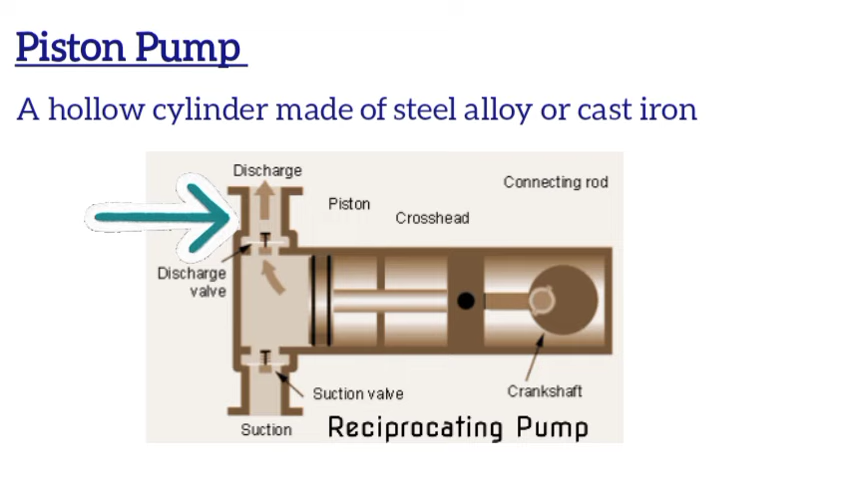 Piston Pump
A hollow cylinder made of steel alloy or cast iron
Discharge
Connecting rod
Piston
Crosshead
Discharge
valve
Suction valve
Crankshaft
Suction
Reciprocating Pump